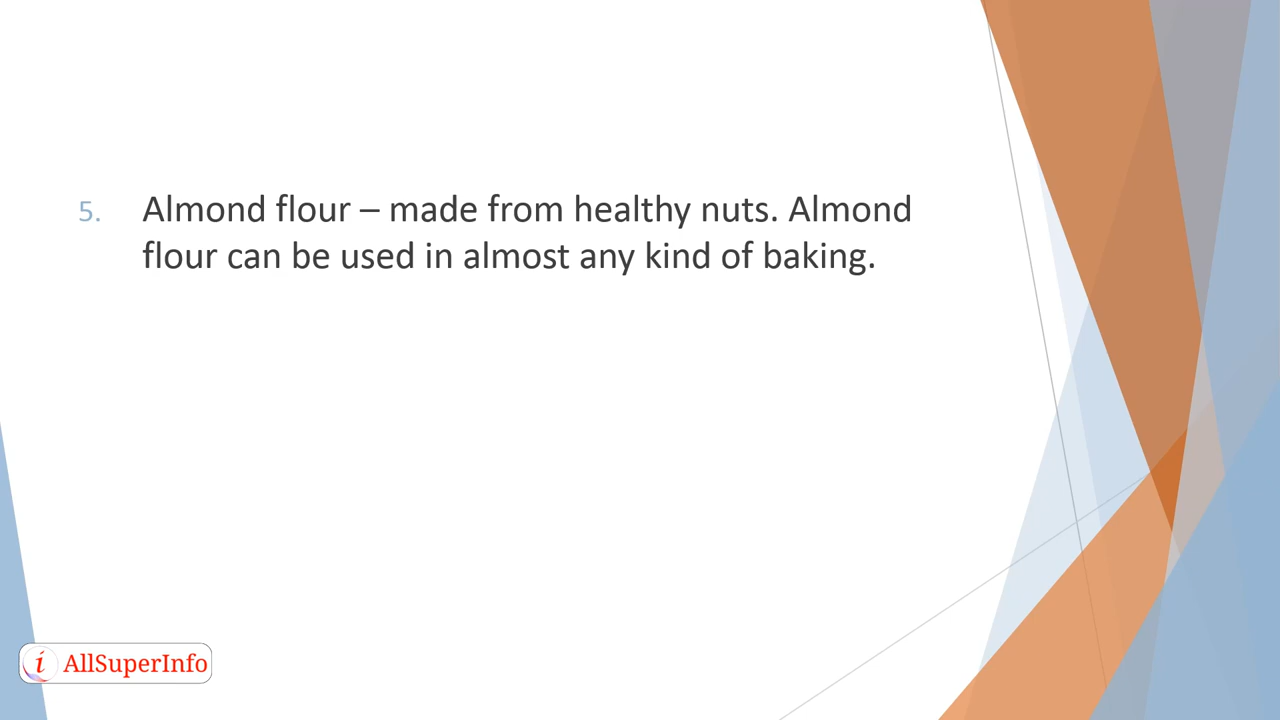 5. Almond flour – made from healthy nuts. Almond
flour can be used in almost any kind of baking.
i AllSuperInfo